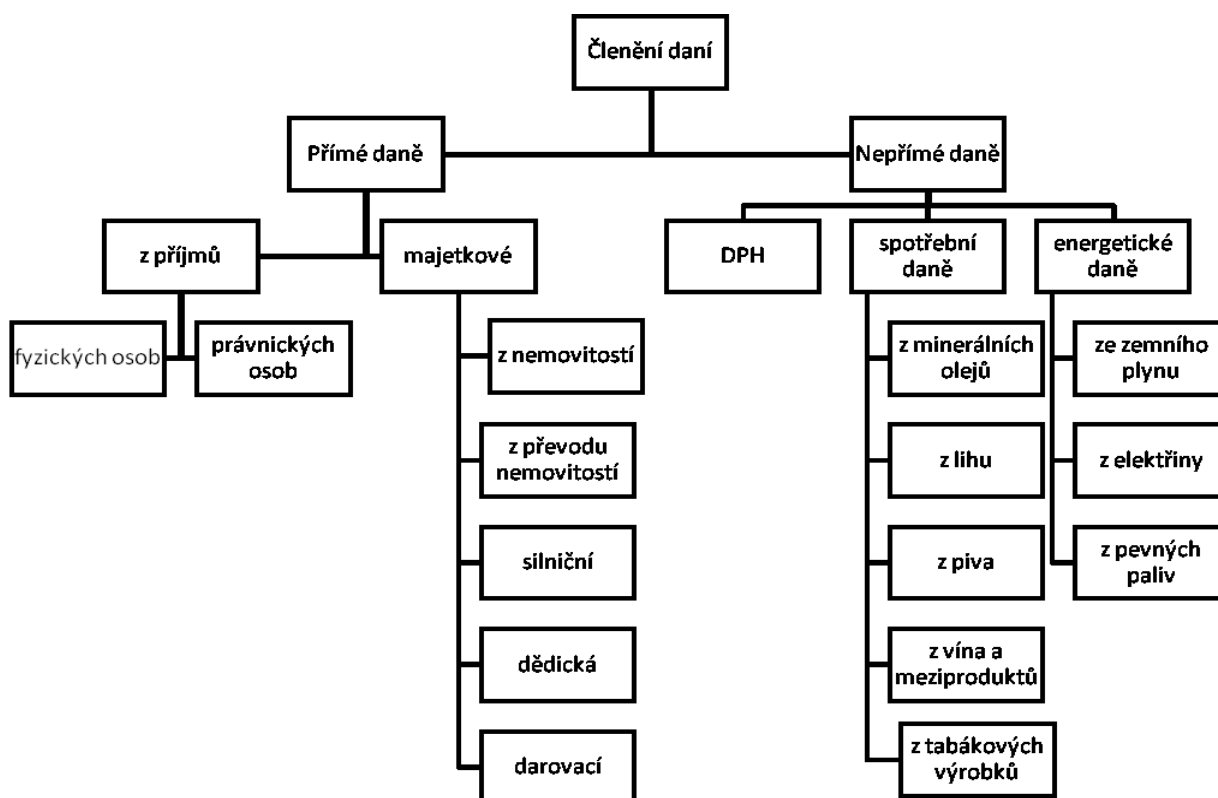 Členění daní
Přímé daně
Nepřímé daně
z příjmů
majetkové
DPH
spotřební
daně
energetické
daně
fyzických osob
právnických
osob
z nemovitostí
z minerálních
olejů
ze zemního
plynu
z převodu
nemovitostí
z lihu
z elektřiny
silniční
z piva
z pevných
paliv
dědická
z vína a
meziproduktů
darovací
z tabákových
výrobků